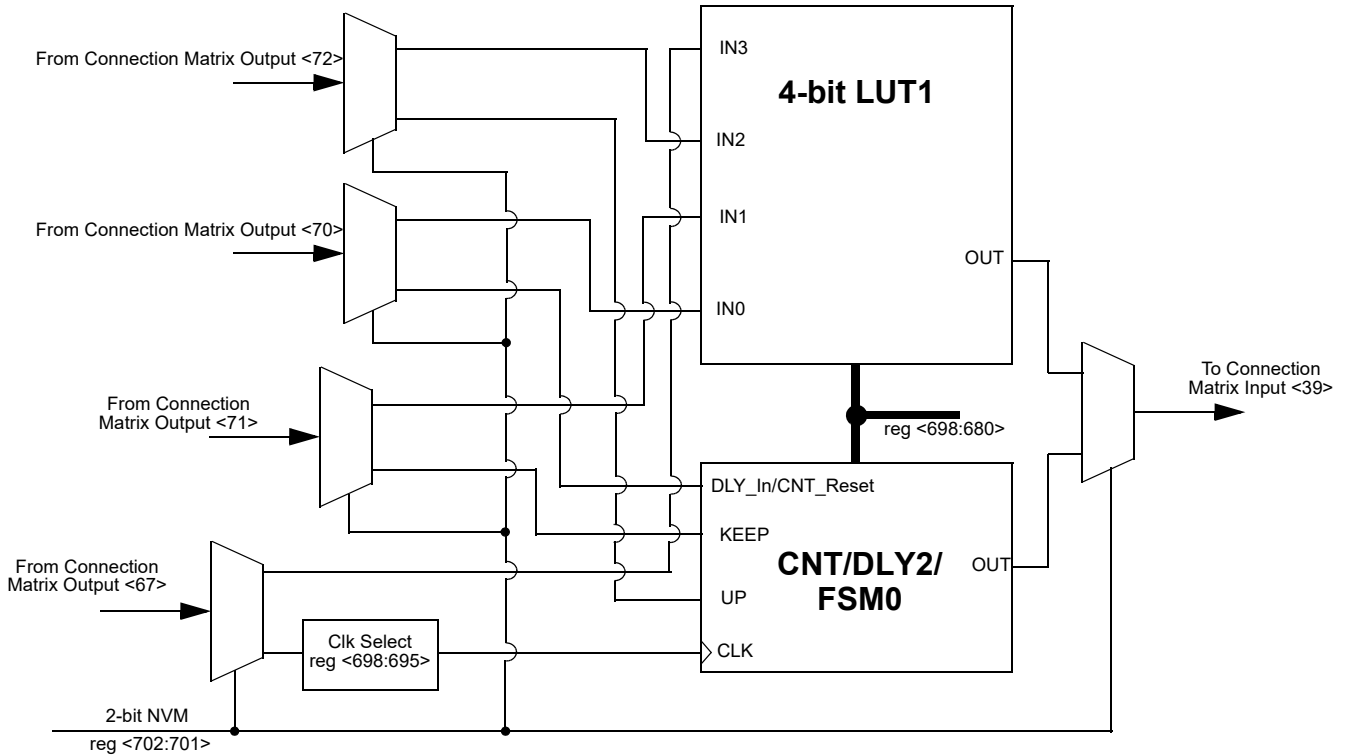 From Connection Matrix Output <72>
IN3
4-bit LUT1
IN2
From Connection Matrix Output <70>
IN1
OUT
IN0
From Connection
Matrix Output <71>
To Connection
Matrix Input <39>
reg <698:680>
DLY_In/CNT_Reset
KEEP
CNT/DLY2/
FSM0
OUT
UP
CLK
From Connection
Matrix Output <67>
Clk Select
reg <698:695>
2-bit NVM
reg <702:701>